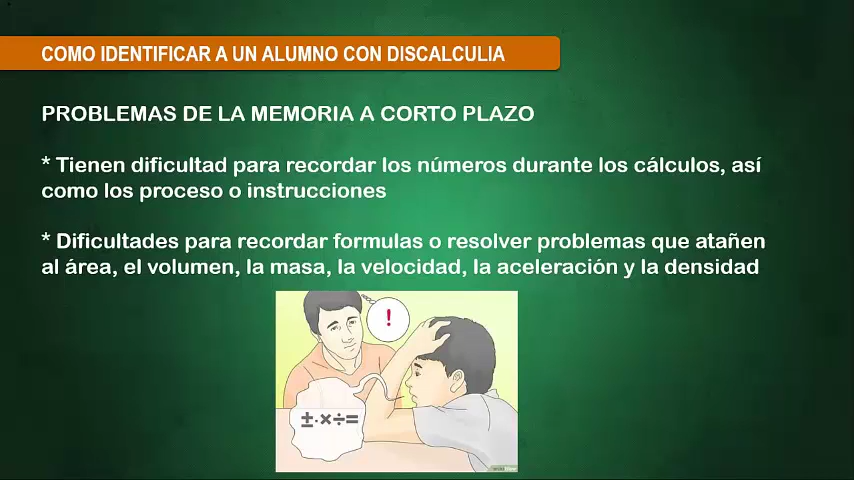 COMO IDENTIFICAR A UN ALUMNO CON DISCALCULIA
PROBLEMAS DE LA MEMORIA A CORTO PLAZO
* Tienen dificultad para recordar los números durante los cálculos, así
como los proceso o instrucciones
* Dificultades para recordar formulas o resolver problemas que atañen
al área, el volumen, la masa, la velocidad, la aceleración y la densidad
!
±·×÷=